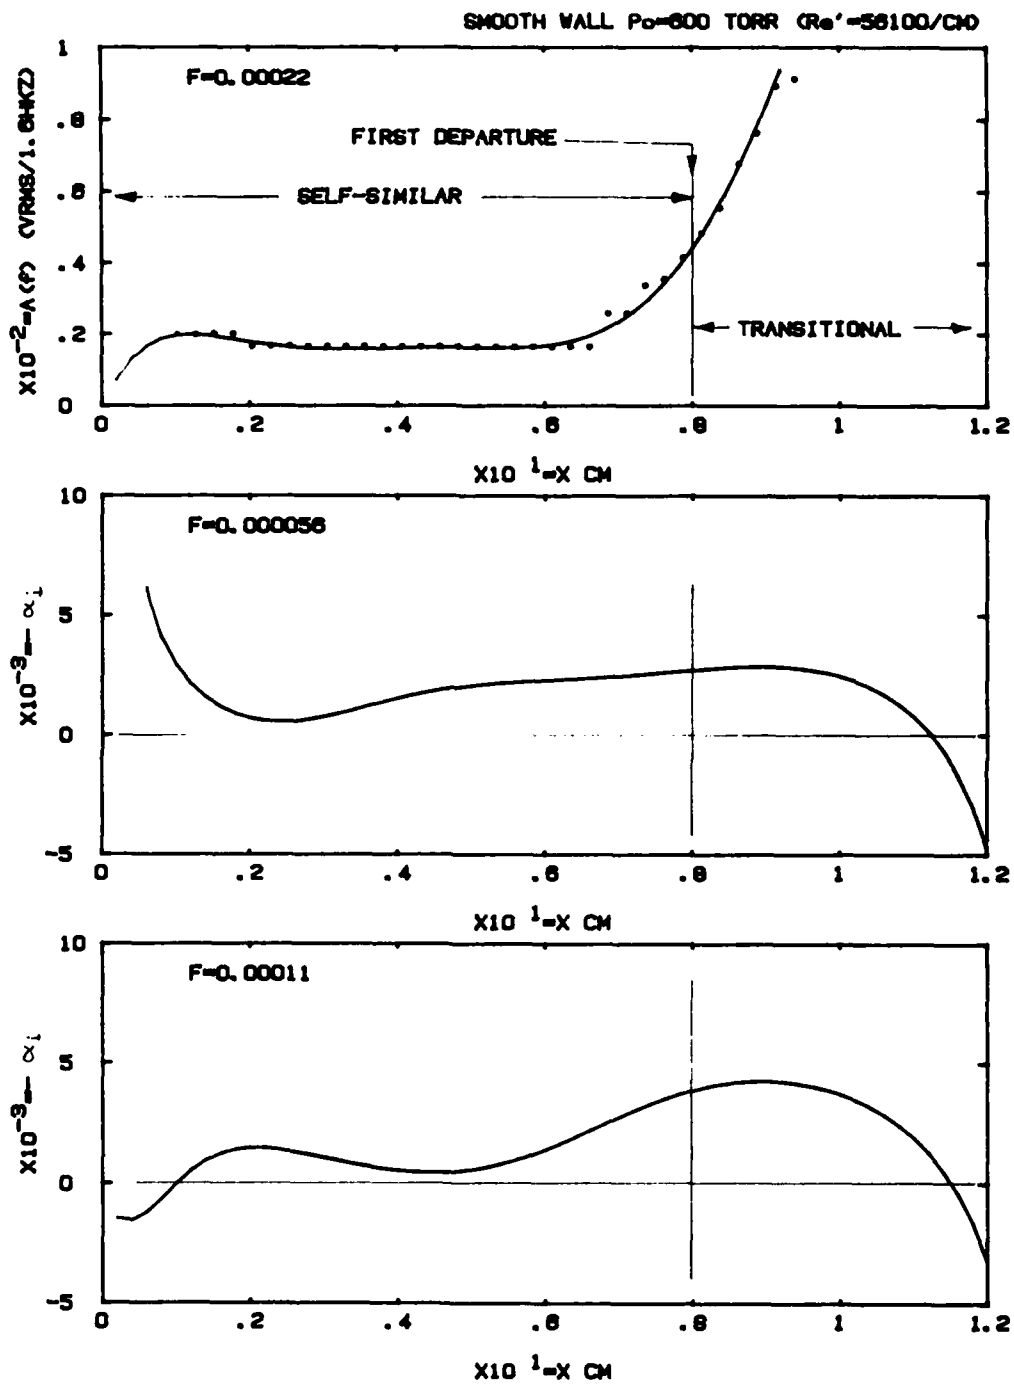 SMOOTH WALL Po=600 TORR (Re'=56100/CM)
1
.8
.6
.4
.2
0
X10⁻²=A(f) (VRMS/1.6HKZ)
F=0.00022
FIRST DEPARTURE
SELF-SIMILAR
TRANSITIONAL
0 .2 .4 .6 .8 1 1.2
X10 ¹=X CM
10
5
0
-5
X10⁻³=- αi
F=0.000056
0 .2 .4 .6 .8 1 1.2
X10 ¹=X CM
10
5
0
-5
X10⁻³=- αi
F=0.00011
0 .2 .4 .6 .8 1 1.2
X10 ¹=X CM